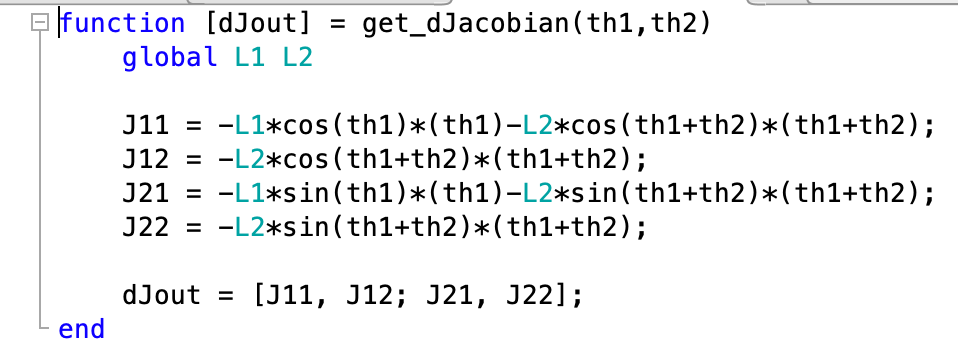 function [dJout] = get_dJacobian(th1,th2)
global L1 L2
J11 = -L1*cos(th1)*(th1)-L2*cos(th1+th2)*(th1+th2);
J12 = -L2*cos(th1+th2)*(th1+th2);
J21 = -L1*sin(th1)*(th1)-L2*sin(th1+th2)*(th1+th2);
J22 = -L2*sin(th1+th2)*(th1+th2);
dJout = [J11, J12; J21, J22];
end